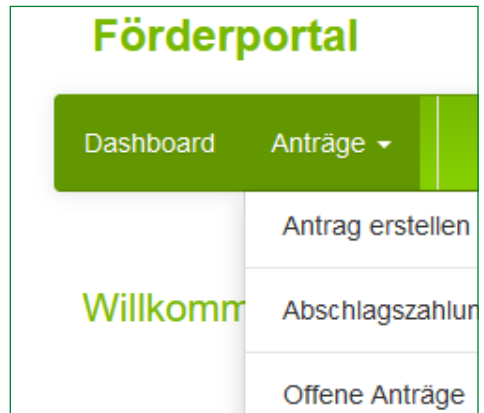 Förderportal
Dashboard Anträge
Antrag erstellen
Willkomm
Abschlagszahlun
Offene Anträge